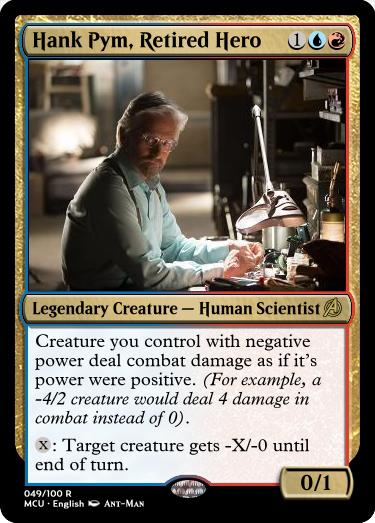 Hank Pym, Retired Hero 1
Legendary Creature — Human Scientist
Creature you control with negative
power deal combat damage as if it's
power were positive. (For example, a
-4/2 creature would deal 4 damage in
combat instead of 0).
X: Target creature gets -X/-0 until
end of turn.
0/1
049/100 R
MCU • English Ant-Man